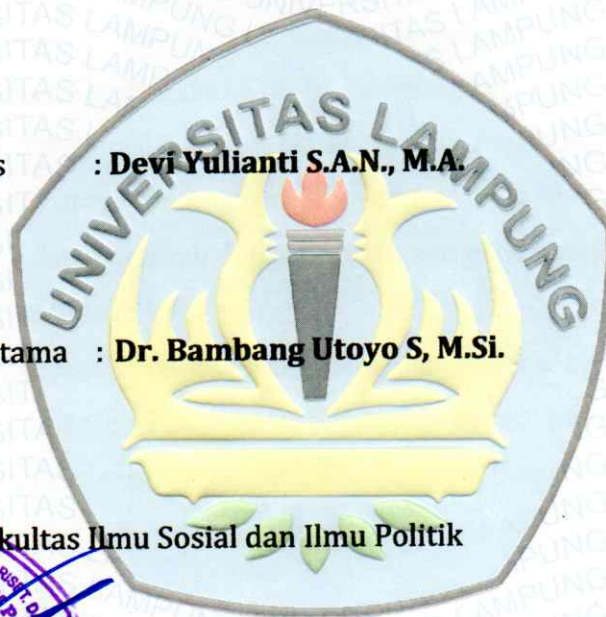 UNIVERSITAS LAMPUNG
s : Devi Yulianti S.A.N., M.A.
tama : Dr. Bambang Utoyo S, M.Si.
kultas Ilmu Sosial dan Ilmu Politik